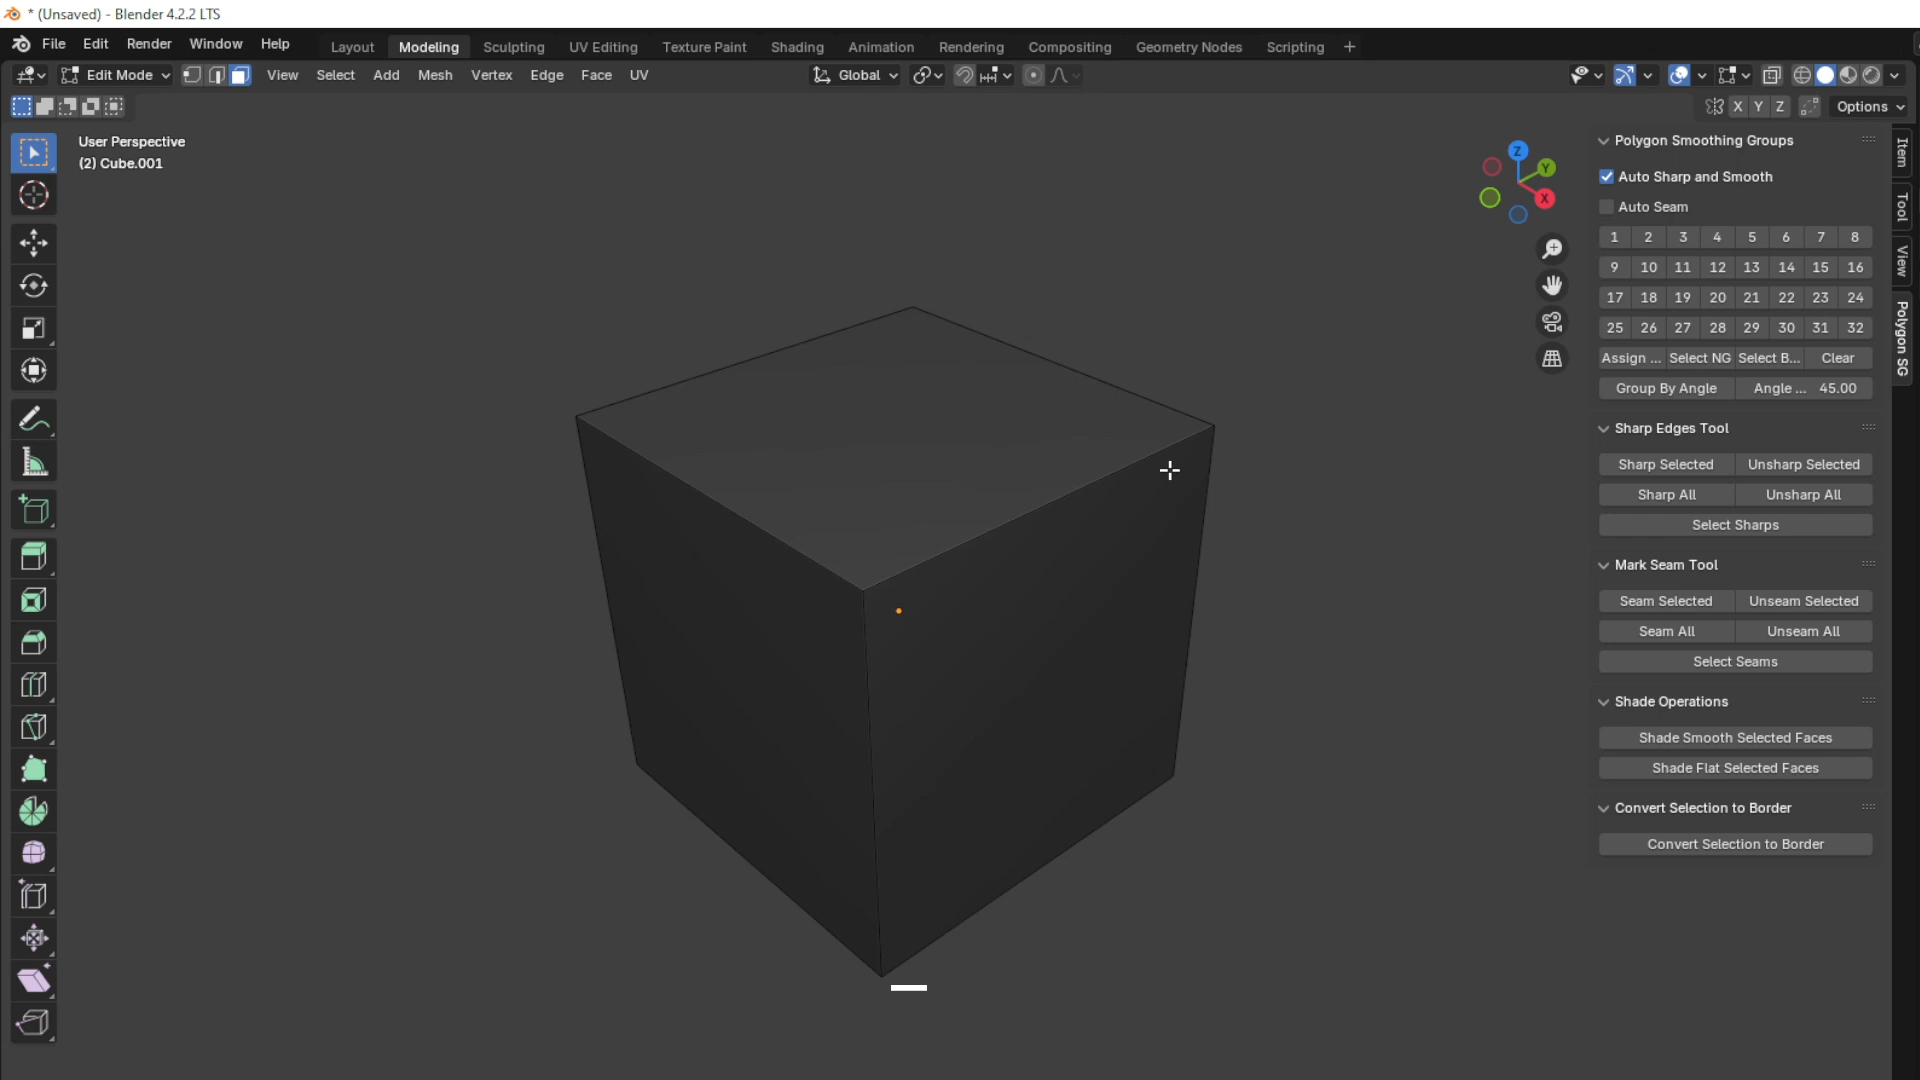 * (Unsaved) - Blender 4.2.2 LTS
File Edit Render Window Help Layout Modeling Sculpting UV Editing Texture Paint Shading Animation Rendering Compositing Geometry Nodes Scripting +
Edit Mode View Select Add Mesh Vertex Edge Face UV Global
X Y Z Options
User Perspective
(2) Cube.001
Z
Y
X
Polygon Smoothing Groups
Auto Sharp and Smooth
Auto Seam
1 2 3 4 5 6 7 8
9 10 11 12 13 14 15 16
17 18 19 20 21 22 23 24
25 26 27 28 29 30 31 32
Assign ... Select NG Select B... Clear
Group By Angle Angle ... 45.00
Sharp Edges Tool
Sharp Selected Unsharp Selected
Sharp All Unsharp All
Select Sharps
Mark Seam Tool
Seam Selected Unseam Selected
Seam All Unseam All
Select Seams
Shade Operations
Shade Smooth Selected Faces
Shade Flat Selected Faces
Convert Selection to Border
Convert Selection to Border
Item
Tool
View
Polygon SG